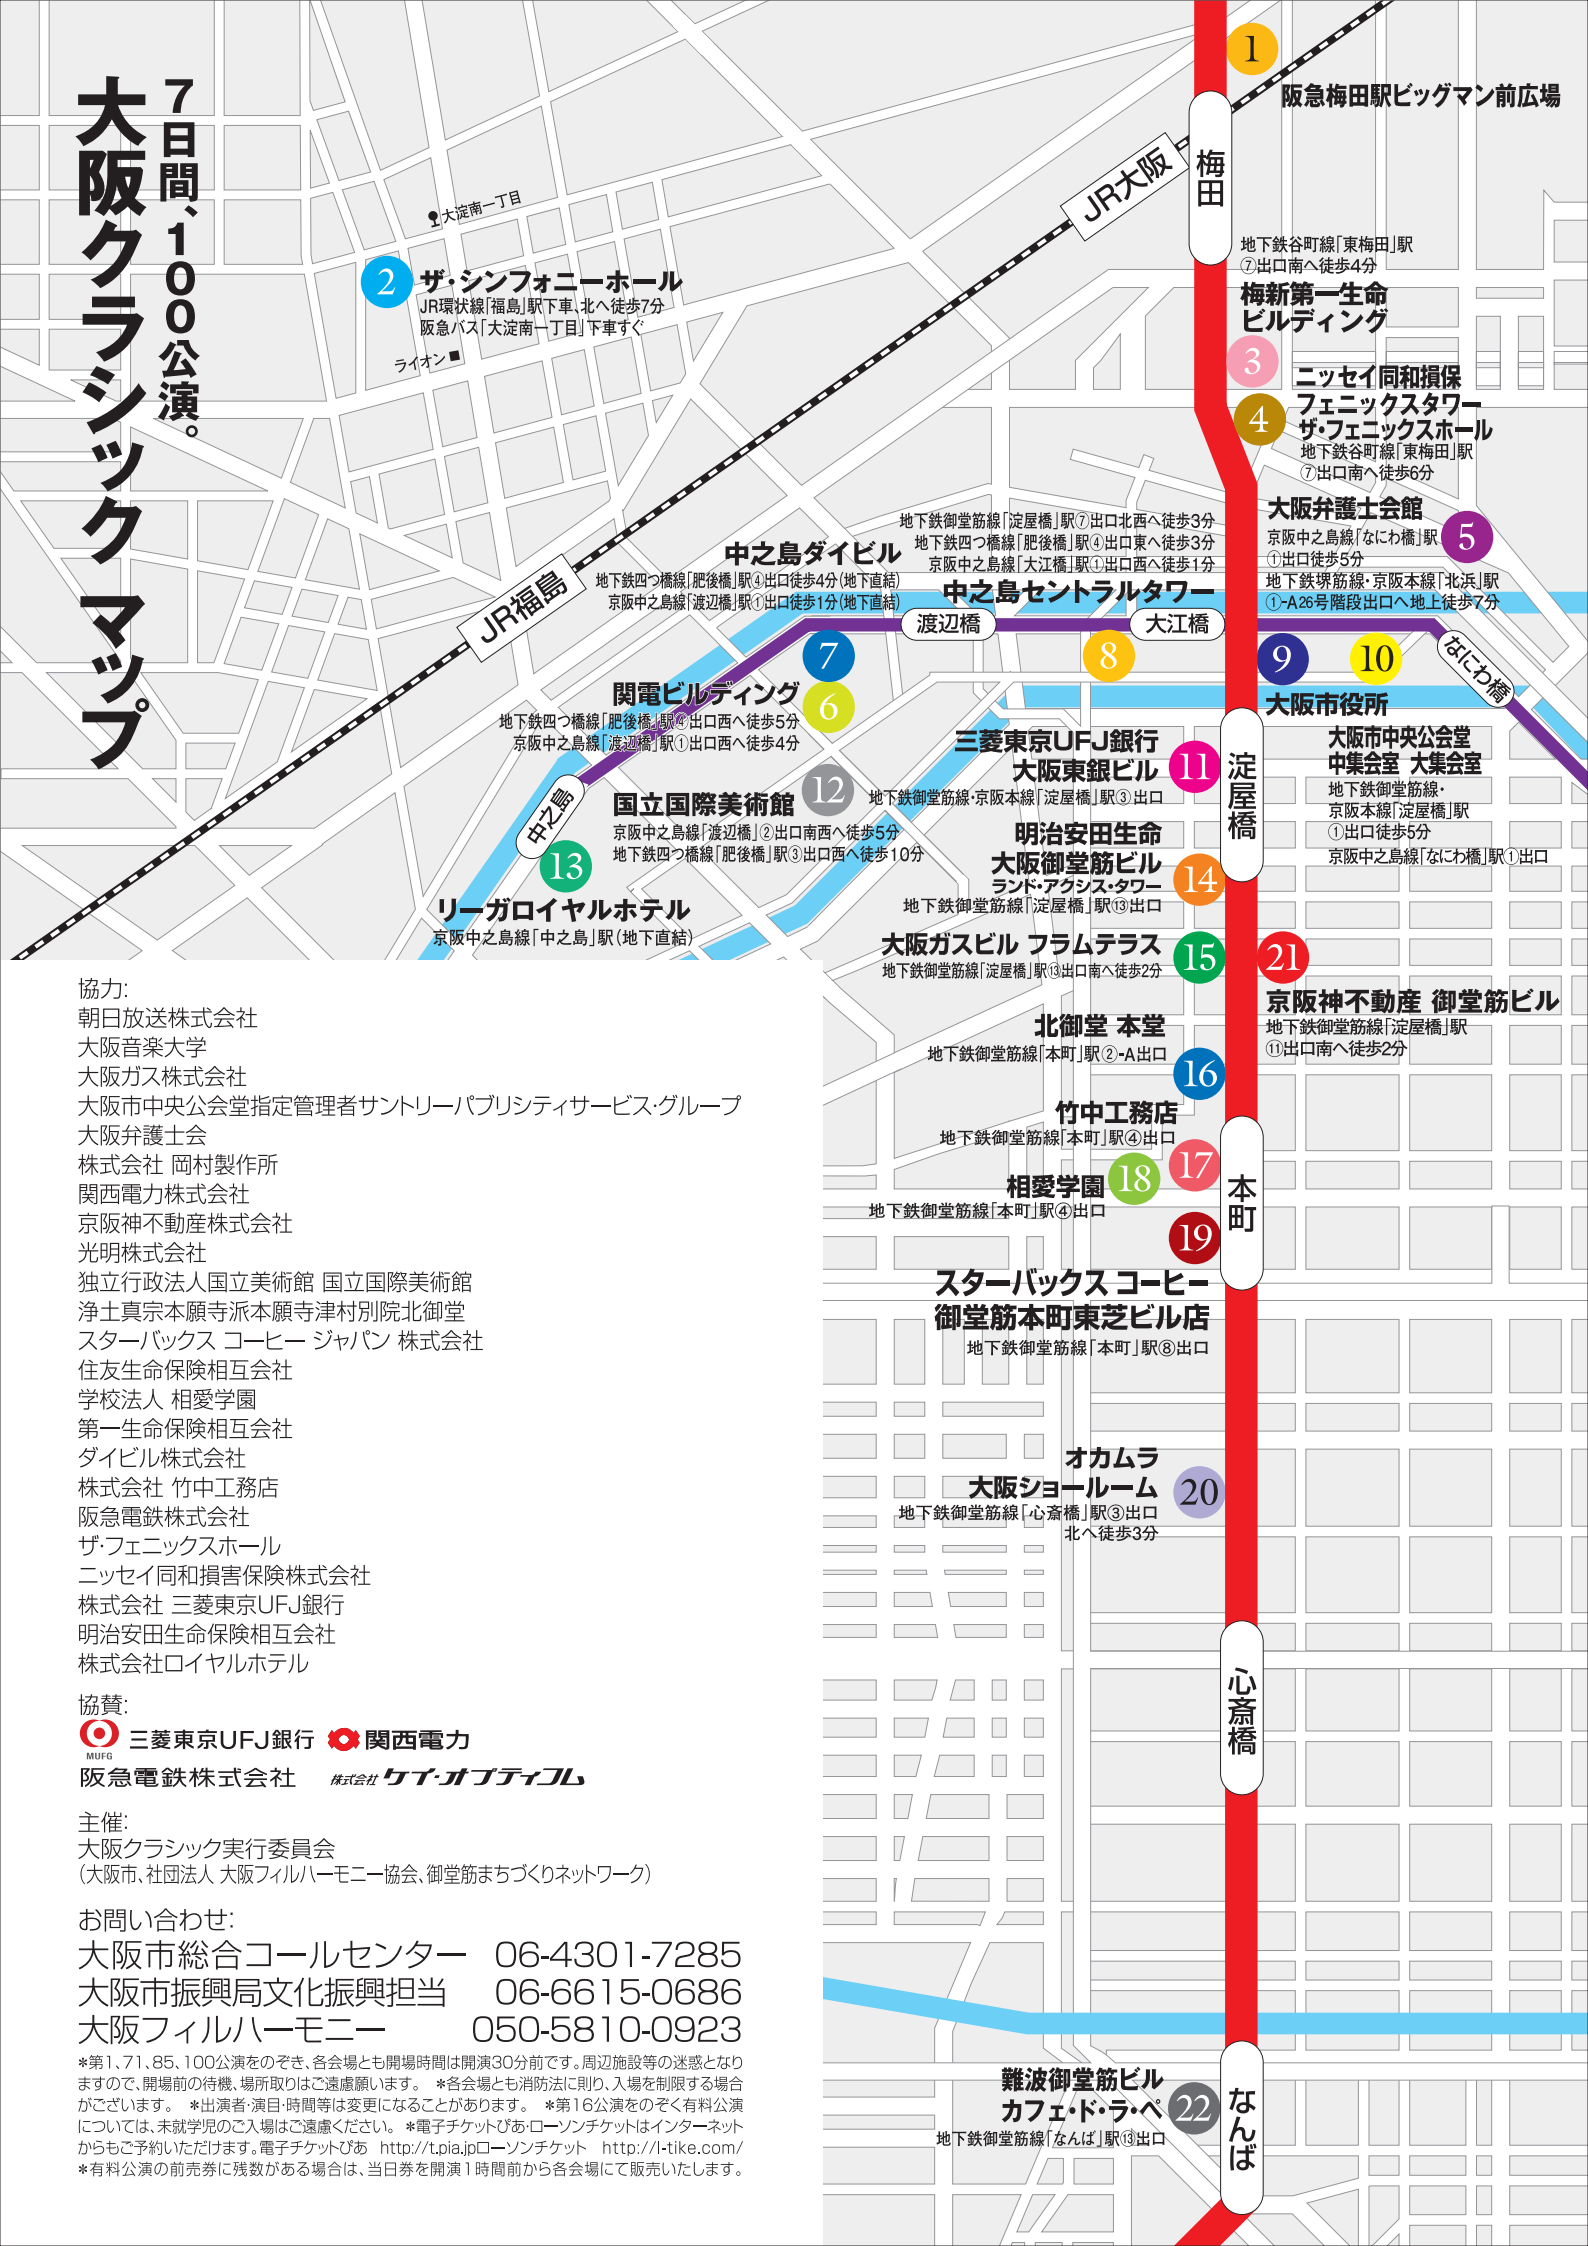 7日間、100公演。
大阪クラシック マップ
1
阪急梅田駅ビッグマン前広場
梅田
JR大阪
大淀南一丁目
2
ザ・シンフォニーホール
JR環状線「福島」駅下車、北へ徒歩7分
阪急バス「大淀南一丁目」下車すぐ
ライオン
地下鉄谷町線「東梅田」駅
⑦出口南へ徒歩4分
梅新第一生命
ビルディング
3
ニッセイ同和損保
フェニックスタワー
ザ・フェニックスホール
4
地下鉄谷町線「東梅田」駅
⑦出口南へ徒歩6分
大阪弁護士会館
5
京阪中之島線「なにわ橋」駅
①出口徒歩5分
地下鉄堺筋線・京阪本線「北浜」駅
①-A26号階段出口へ地上徒歩7分
地下鉄御堂筋線「淀屋橋」駅⑦出口北西へ徒歩3分
地下鉄四つ橋線「肥後橋」駅④出口東へ徒歩3分
京阪中之島線「大江橋」駅①出口西へ徒歩1分
中之島セントラルタワー
中之島ダイビル
地下鉄四つ橋線「肥後橋」駅④出口徒歩4分(地下直結)
京阪中之島線「渡辺橋」駅①出口徒歩1分(地下直結)
JR福島
渡辺橋
大江橋
なにわ橋
7
8
9
10
関電ビルディング
6
地下鉄四つ橋線「肥後橋」駅④出口西へ徒歩5分
京阪中之島線「渡辺橋」駅①出口西へ徒歩4分
大阪市役所
大阪市中央公会堂
中集会室 大集会室
地下鉄御堂筋線・
京阪本線「淀屋橋」駅
①出口徒歩5分
京阪中之島線「なにわ橋」駅①出口
三菱東京UFJ銀行
大阪東銀ビル
11
地下鉄御堂筋線・京阪本線「淀屋橋」駅③出口
淀屋橋
中之島
12
国立国際美術館
京阪中之島線「渡辺橋」②出口南西へ徒歩5分
地下鉄四つ橋線「肥後橋」駅③出口西へ徒歩10分
13
リーガロイヤルホテル
京阪中之島線「中之島」駅(地下直結)
明治安田生命
大阪御堂筋ビル
ランド・アクシス・タワー
14
地下鉄御堂筋線「淀屋橋」駅⑬出口
大阪ガスビル フラムテラス
15
地下鉄御堂筋線「淀屋橋」駅⑬出口南へ徒歩2分
21
京阪神不動産 御堂筋ビル
地下鉄御堂筋線「淀屋橋」駅
⑪出口南へ徒歩2分
北御堂 本堂
地下鉄御堂筋線「本町」駅②-A出口
16
竹中工務店
地下鉄御堂筋線「本町」駅④出口
17
18
相愛学園
地下鉄御堂筋線「本町」駅④出口
本町
19
スターバックス コーヒー
御堂筋本町東芝ビル店
地下鉄御堂筋線「本町」駅⑧出口
オカムラ
大阪ショールーム
20
地下鉄御堂筋線「心斎橋」駅③出口
北へ徒歩3分
心斎橋
難波御堂筋ビル
カフェ・ド・ラ・ペ
22
地下鉄御堂筋線「なんば」駅⑬出口
なんば
協力:
朝日放送株式会社
大阪音楽大学
大阪ガス株式会社
大阪市中央公会堂指定管理者サントリーパブリシティサービス・グループ
大阪弁護士会
株式会社 岡村製作所
関西電力株式会社
京阪神不動産株式会社
光明株式会社
独立行政法人国立美術館 国立国際美術館
浄土真宗本願寺派本願寺津村別院北御堂
スターバックス コーヒー ジャパン 株式会社
住友生命保険相互会社
学校法人 相愛学園
第一生命保険相互会社
ダイビル株式会社
株式会社 竹中工務店
阪急電鉄株式会社
ザ・フェニックスホール
ニッセイ同和損害保険株式会社
株式会社 三菱東京UFJ銀行
明治安田生命保険相互会社
株式会社ロイヤルホテル
協賛:
MUFG 三菱東京UFJ銀行 関西電力
阪急電鉄株式会社 株式会社ケイ・オプティコム
主催:
大阪クラシック実行委員会
(大阪市、社団法人 大阪フィルハーモニー協会、御堂筋まちづくりネットワーク)
お問い合わせ:
大阪市総合コールセンター 06-4301-7285
大阪市振興局文化振興担当 06-6615-0686
大阪フィルハーモニー 050-5810-0923
*第1、71、85、100公演をのぞき、各会場とも開場時間は開演30分前です。周辺施設等の迷惑となり
ますので、開場前の待機、場所取りはご遠慮願います。 *各会場とも消防法に則り、入場を制限する場合
がございます。 *出演者・演目・時間等は変更になることがあります。 *第16公演をのぞく有料公演
については、未就学児のご入場はご遠慮ください。 *電子チケットぴあ・ローソンチケットはインターネット
からもご予約いただけます。電子チケットぴあ http://t.pia.jpローソンチケット http://l-tike.com/
*有料公演の前売券に残数がある場合は、当日券を開演1時間前から各会場にて販売いたします。